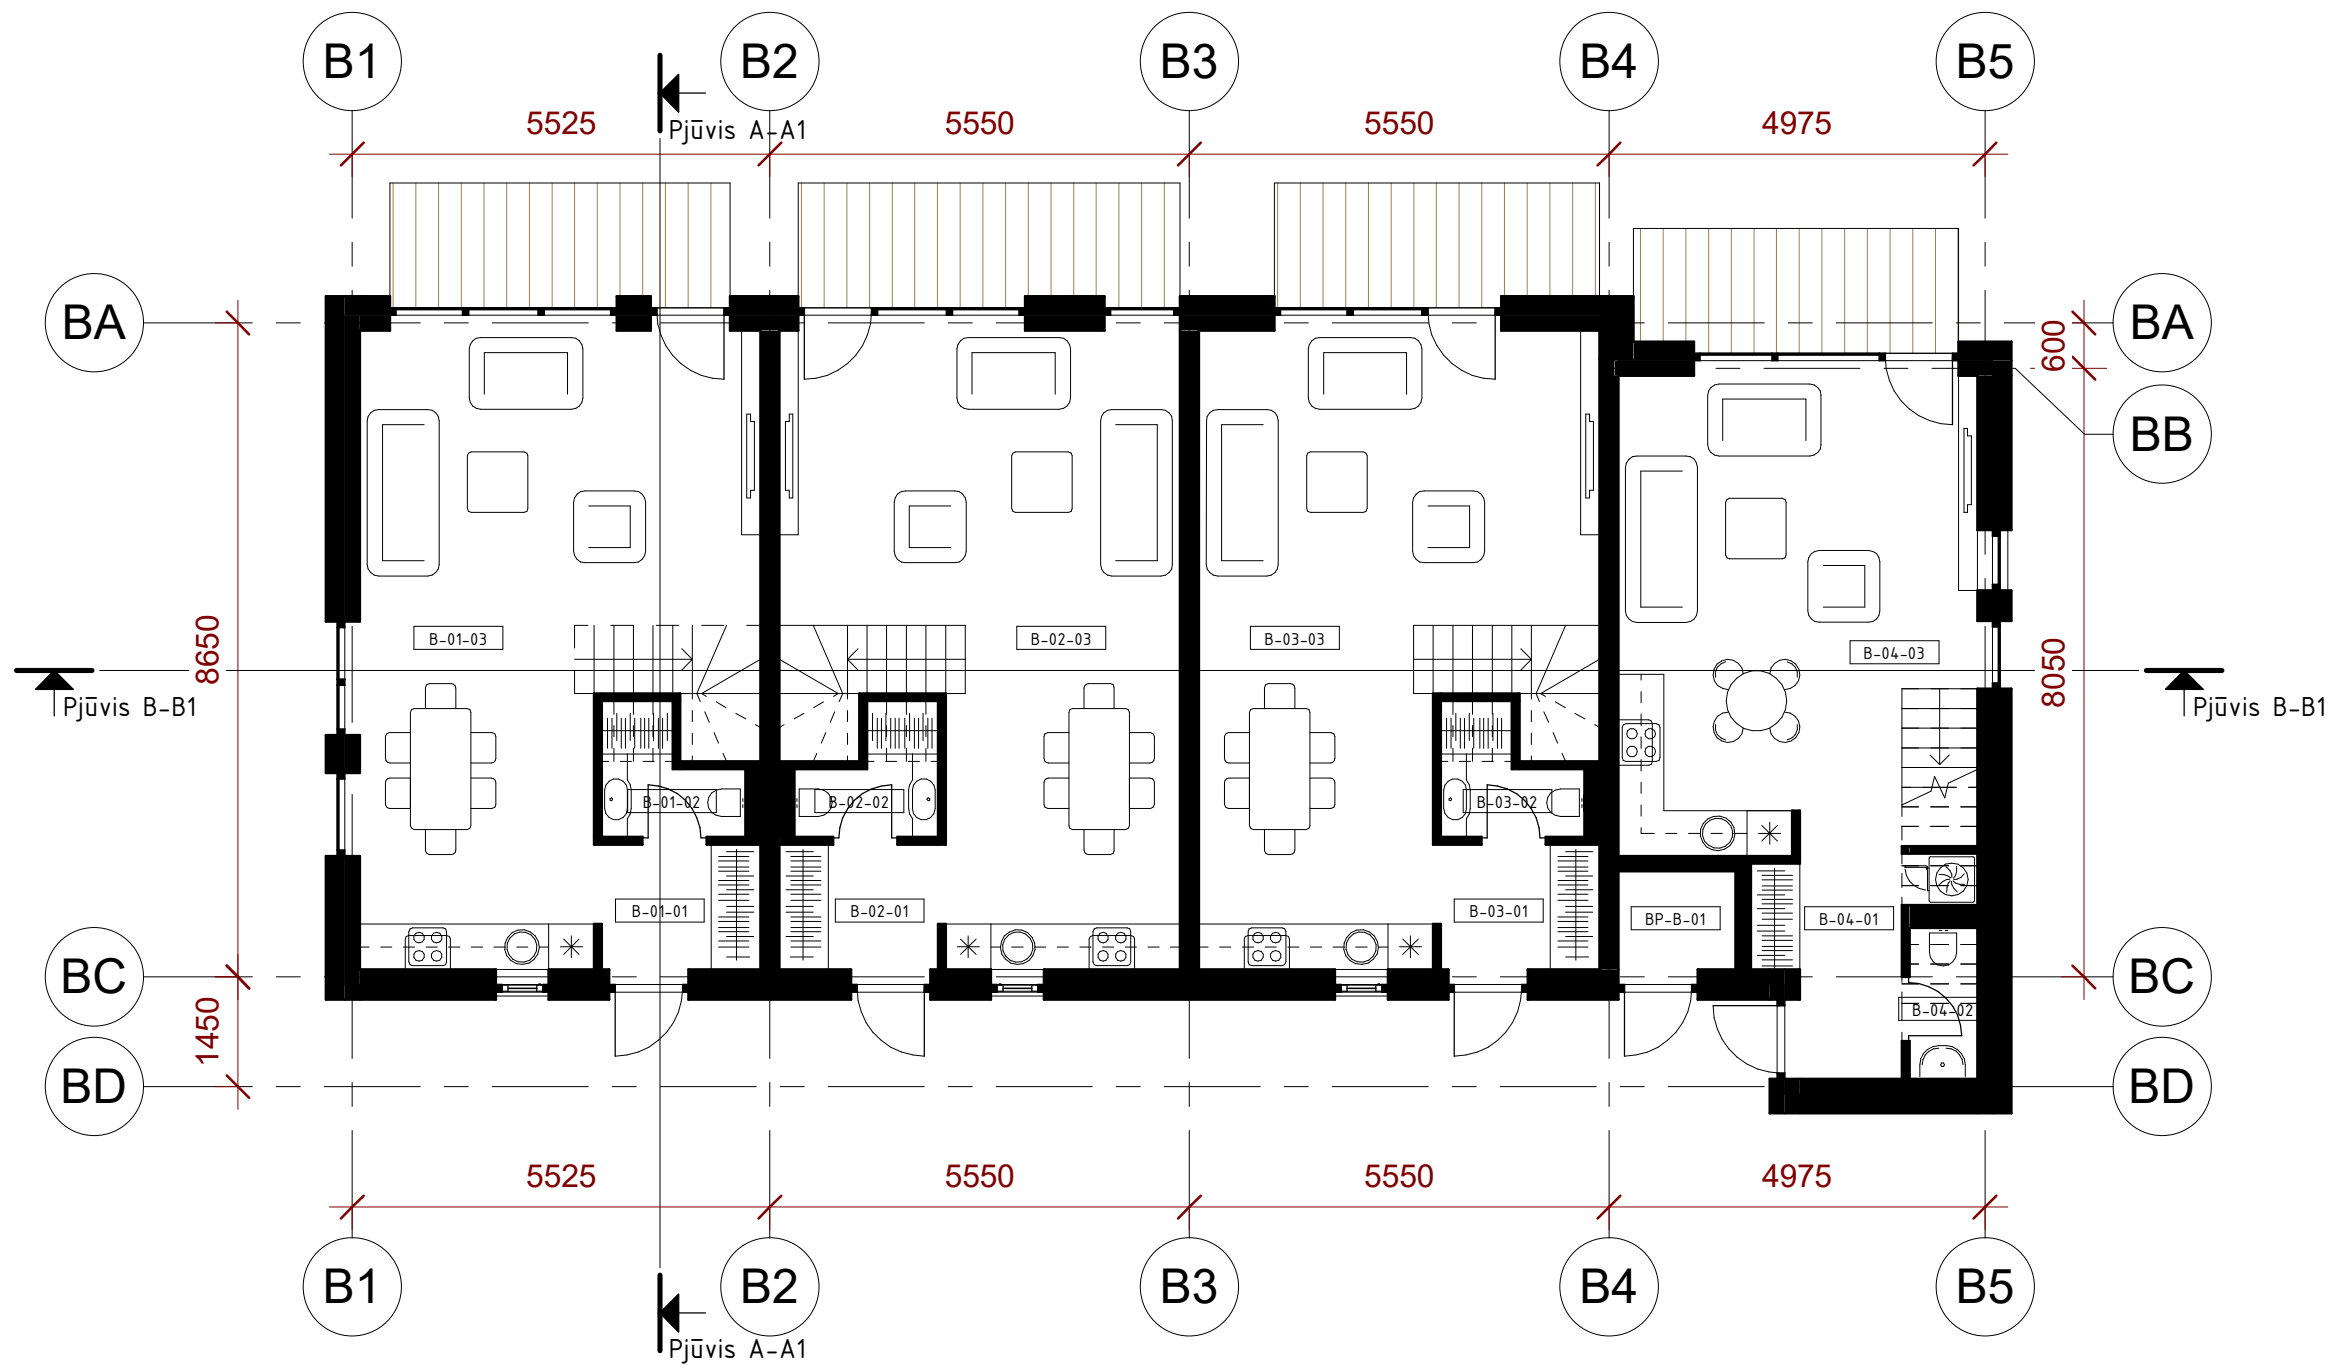 B1 B2 B3 B4 B5
5525 5550 5550 4975
Pjūvis A-A1
BA BA
600
BB
8650
B-01-03 B-02-03 B-03-03 B-04-03
8050
Pjūvis B-B1 Pjūvis B-B1
B-01-02 B-02-02 B-03-02
B-01-01 B-02-01 B-03-01 BP-B-01 B-04-01
BC BC
1450
B-04-02
BD BD
5525 5550 5550 4975
B1 B2 B3 B4 B5
Pjūvis A-A1